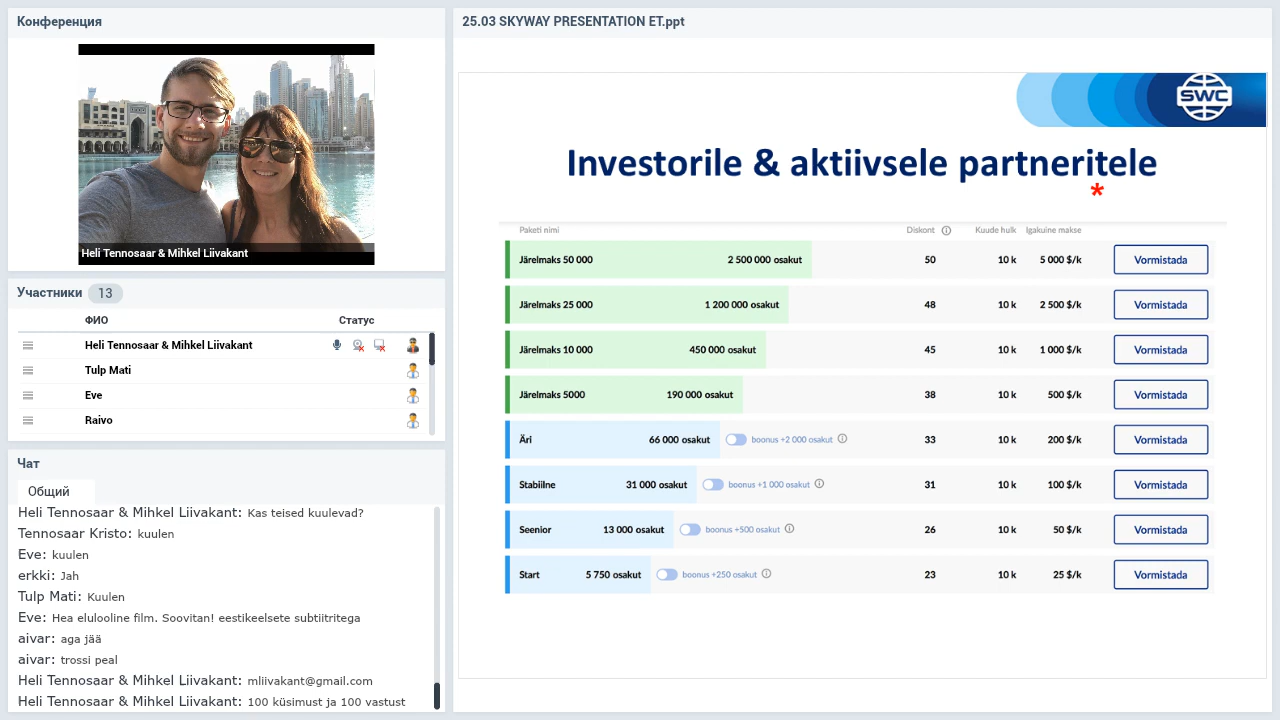 Конференция
Heli Tennosaar & Mihkel Liivakant
Участники 13
ФИО Статус
Heli Tennosaar & Mihkel Liivakant
Tulp Mati
Eve
Raivo
Чат
Общий
Heli Tennosaar & Mihkel Liivakant: Kas teised kuulevad?
Tennosaar Kristo: kuulen
Eve: kuulen
erkki: Jah
Tulp Mati: Kuulen
Eve: Hea elulooline film. Soovitan! eestikeelsete subtiitritega
aivar: aga jää
aivar: trossi peal
Heli Tennosaar & Mihkel Liivakant: mliivakant@gmail.com
Heli Tennosaar & Mihkel Liivakant: 100 küsimust ja 100 vastust
25.03 SKYWAY PRESENTATION ET.ppt
SWC
Investorile & aktiivsele partneritele
*
Paketi nimi Diskont Kuude hulk Igakuine makse
Järelmaks 50 000 2 500 000 osakut 50 10 k 5 000 $/k Vormistada
Järelmaks 25 000 1 200 000 osakut 48 10 k 2 500 $/k Vormistada
Järelmaks 10 000 450 000 osakut 45 10 k 1 000 $/k Vormistada
Järelmaks 5000 190 000 osakut 38 10 k 500 $/k Vormistada
Äri 66 000 osakut boonus +2 000 osakut 33 10 k 200 $/k Vormistada
Stabiilne 31 000 osakut boonus +1 000 osakut 31 10 k 100 $/k Vormistada
Seenior 13 000 osakut boonus +500 osakut 26 10 k 50 $/k Vormistada
Start 5 750 osakut boonus +250 osakut 23 10 k 25 $/k Vormistada